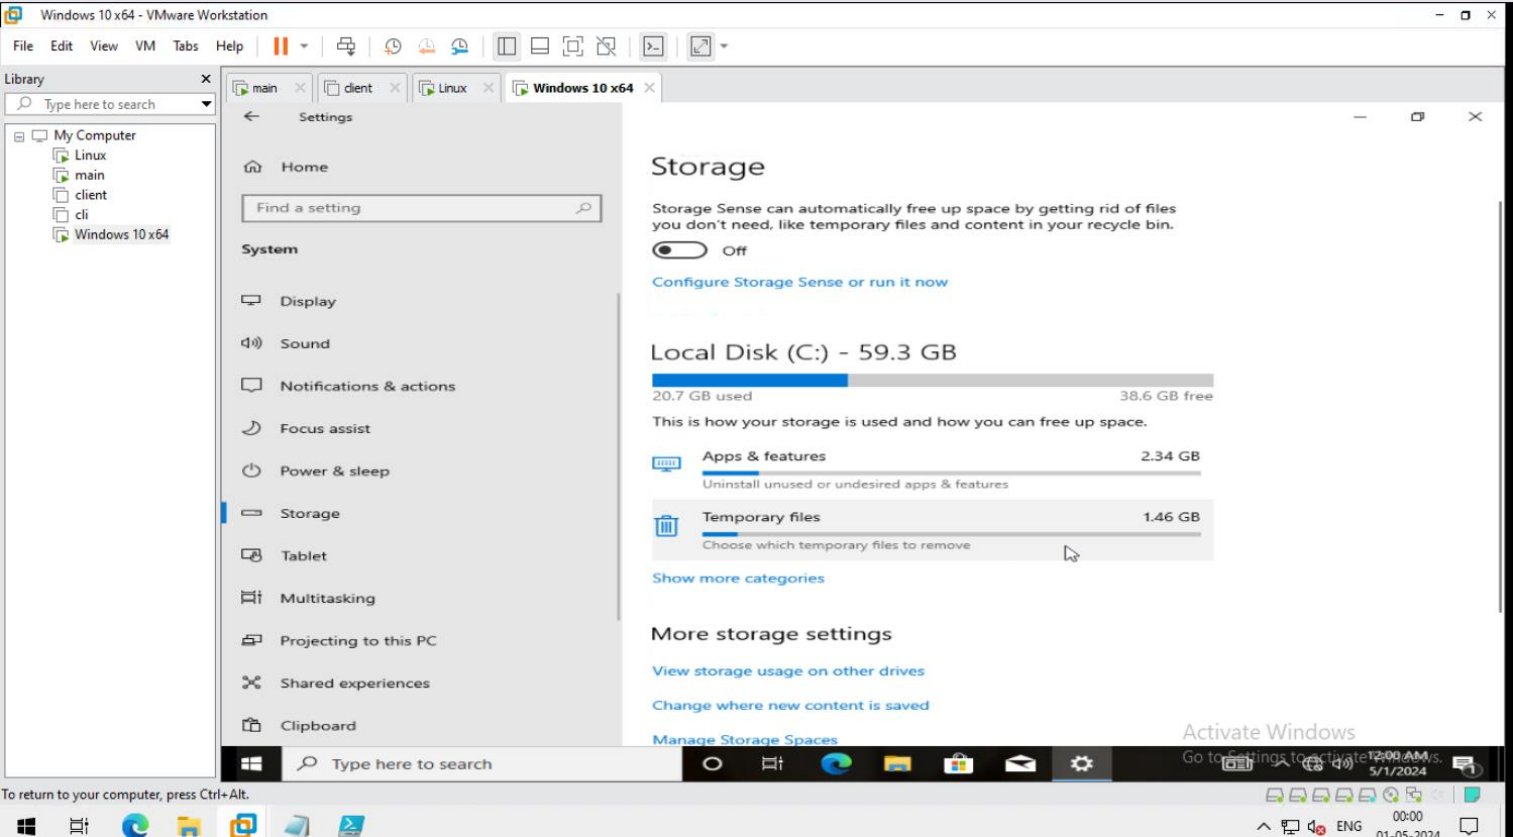 Windows 10 x64 - VMware Workstation
File Edit View VM Tabs Help
Library
Type here to search
My Computer
Linux
main
client
cli
Windows 10 x64
main
client
Linux
Windows 10 x64
Settings
Home
Find a setting
System
Display
Sound
Notifications & actions
Focus assist
Power & sleep
Storage
Tablet
Multitasking
Projecting to this PC
Shared experiences
Clipboard
Storage
Storage Sense can automatically free up space by getting rid of files
you don't need, like temporary files and content in your recycle bin.
Off
Configure Storage Sense or run it now
Local Disk (C:) - 59.3 GB
20.7 GB used 38.6 GB free
This is how your storage is used and how you can free up space.
Apps & features 2.34 GB
Uninstall unused or undesired apps & features
Temporary files 1.46 GB
Choose which temporary files to remove
Show more categories
More storage settings
View storage usage on other drives
Change where new content is saved
Manage Storage Spaces
Activate Windows
Go to Settings to activate Windows.
Type here to search
12:00 AM
5/1/2024
1
To return to your computer, press Ctrl+Alt.
ENG
00:00
01-05-2024